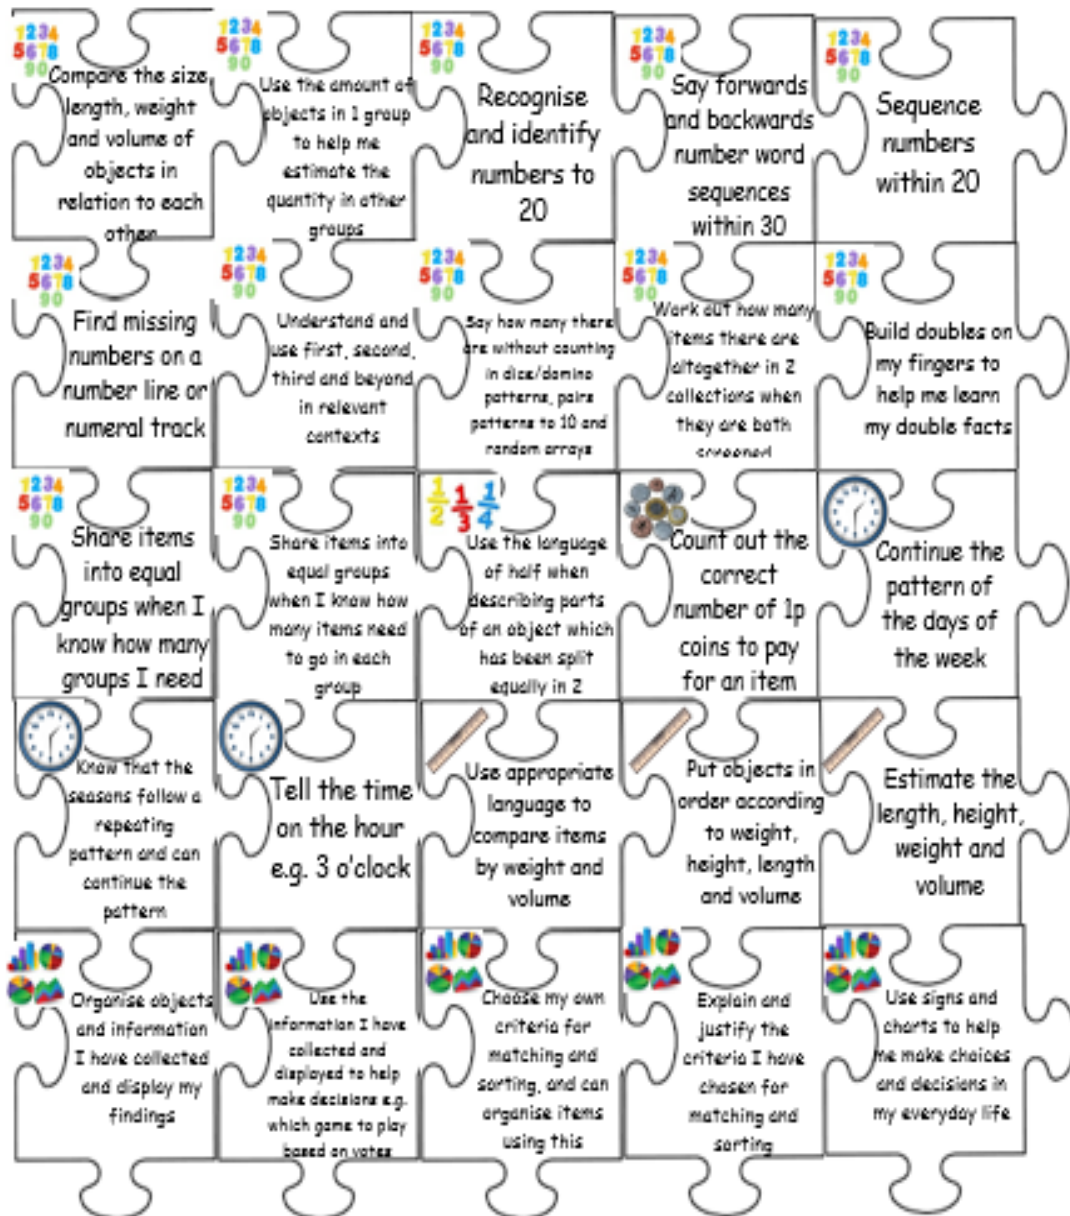 Compare the size,
length, weight
and volume of
objects in
relation to each
other
Use the amount of
objects in 1 group
to help me
estimate the
quantity in other
groups
Recognise
and identify
numbers to
20
Say forwards
and backwards
number word
sequences
within 30
Sequence
numbers
within 20
Find missing
numbers on a
number line or
numeral track
Understand and
use first, second,
third and beyond
in relevant
contexts
Say how many there
are without counting
in dice/domino
patterns, pairs
patterns to 10 and
random arrays
Work out how many
items there are
altogether in 2
collections when
they are both
screened
Build doubles on
my fingers to
help me learn
my double facts
Share items
into equal
groups when I
know how many
groups I need
Share items into
equal groups
when I know how
many items need
to go in each
group
1/2 1/3 1/4
Use the language
of half when
describing parts
of an object which
has been split
equally in 2
Count out the
correct
number of 1p
coins to pay
for an item
Continue the
pattern of
the days of
the week
Know that the
seasons follow a
repeating
pattern and can
continue the
pattern
Tell the time
on the hour
e.g. 3 o'clock
Use appropriate
language to
compare items
by weight and
volume
Put objects in
order according
to weight,
height, length
and volume
Estimate the
length, height,
weight and
volume
Organise objects
and information
I have collected
and display my
findings
Use the
information I have
collected and
displayed to help
make decisions e.g.
which game to play
based on votes
Choose my own
criteria for
matching and
sorting, and can
organise items
using this
Explain and
justify the
criteria I have
chosen for
matching and
sorting
Use signs and
charts to help
me make choices
and decisions in
my everyday life